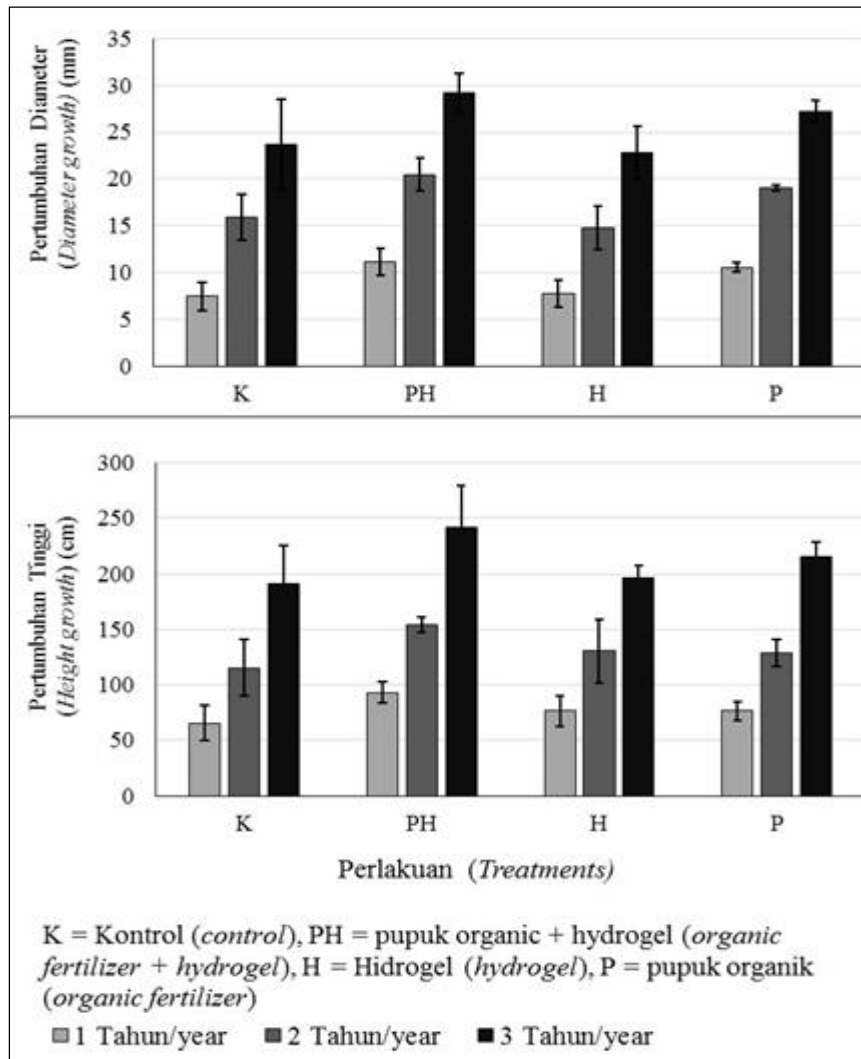 Pertumbuhan Diameter
(Diameter growth) (mm)
35
30
25
20
15
10
5
0
K PH H P
Pertumbuhan Tinggi
(Height growth) (cm)
300
250
200
150
100
50
0
K PH H P
Perlakuan (Treatments)
K = Kontrol (control), PH = pupuk organic + hydrogel (organic
fertilizer + hydrogel), H = Hidrogel (hydrogel), P = pupuk organik
(organic fertilizer)
1 Tahun/year 2 Tahun/year 3 Tahun/year